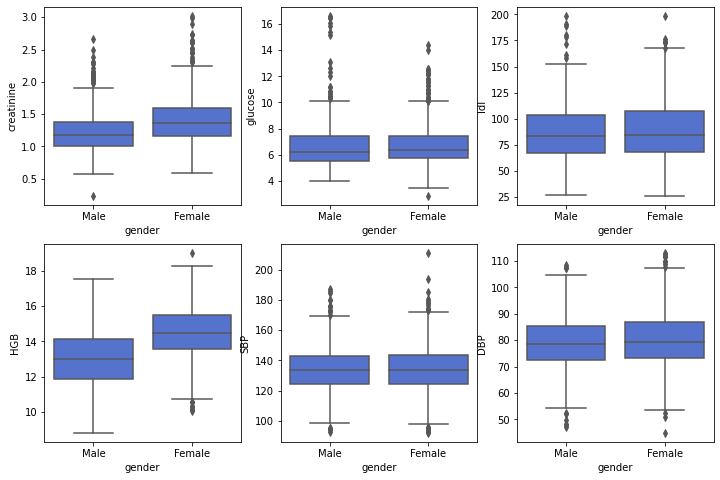 3.0
2.5
2.0
1.5
1.0
0.5
creatinine
Male Female
gender
16
14
12
10
8
6
4
glucose
Male Female
gender
200
175
150
125
100
75
50
25
ldl
Male Female
gender
18
16
14
12
10
HGB
Male Female
gender
200
180
160
140
120
100
SBP
Male Female
gender
110
100
90
80
70
60
50
DBP
Male Female
gender